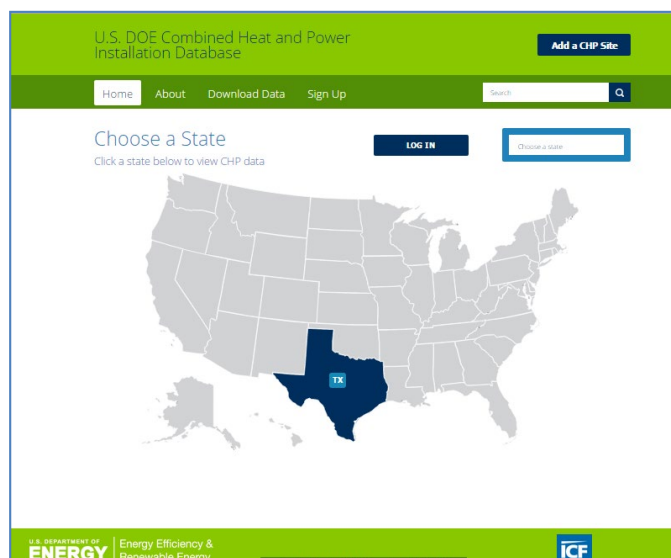 U.S. DOE Combined Heat and Power
Installation Database
Add a CHP Site
Home About Download Data Sign Up
Search
Choose a State
LOG IN
Choose a state
Click a state below to view CHP data
TX
U.S. DEPARTMENT OF
ENERGY
Energy Efficiency &
Renewable Energy
ICF